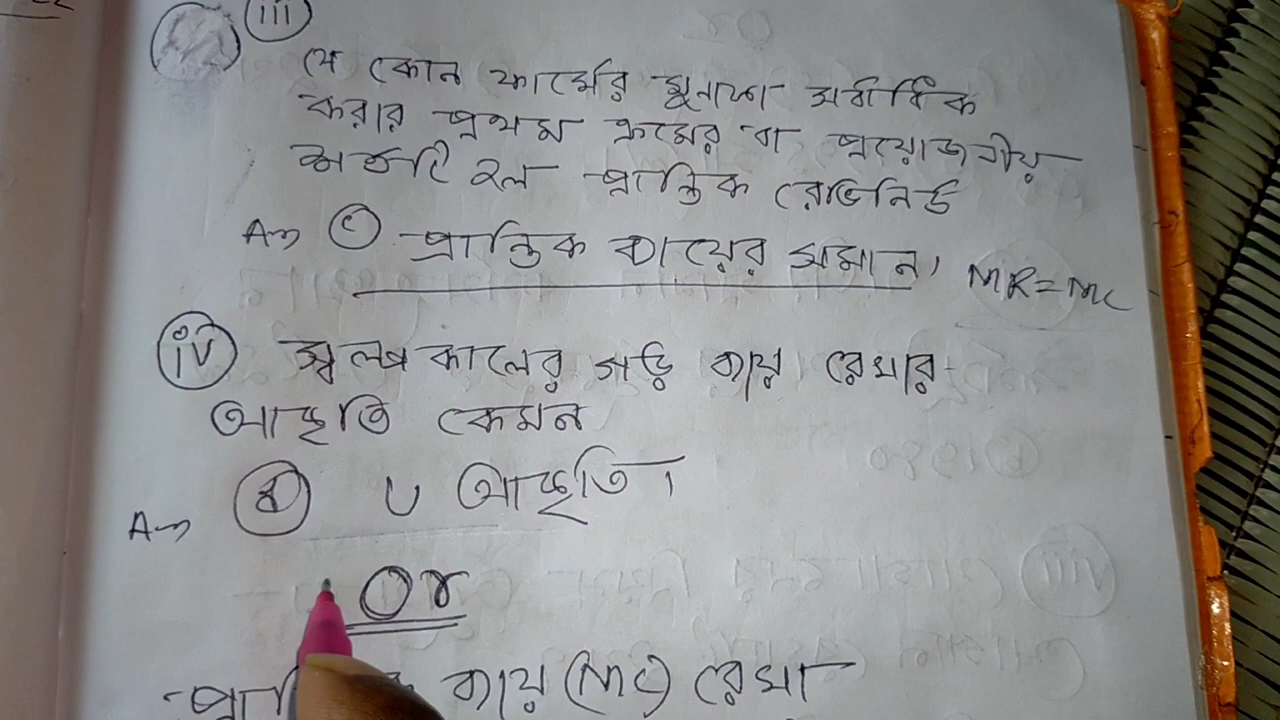 iii
যে কোন ফার্মের মুনাফা সর্বাধিক
করার প্রথম ক্রমের বা প্রয়োজনীয়
শর্তটি হল প্রান্তিক রেভিনিউ
Ans প্রান্তিক ব্যয়ের সমান। MR=MC
iv স্বল্পকালের গড় ব্যয় রেখার
আকৃতি কেমন
Ans U আকৃতি।
Or
ব্যয় (MC) রেখা